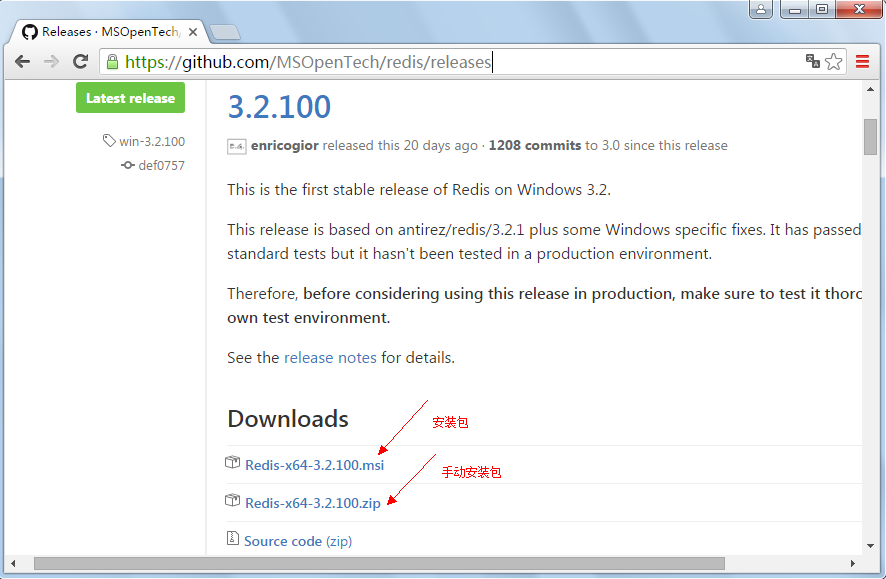 Releases · MSOpenTech,
https://github.com/MSOpenTech/redis/releases
Latest release
win-3.2.100
def0757
3.2.100
enricogior released this 20 days ago · 1208 commits to 3.0 since this release
This is the first stable release of Redis on Windows 3.2.
This release is based on antirez/redis/3.2.1 plus some Windows specific fixes. It has passed
standard tests but it hasn't been tested in a production environment.
Therefore, before considering using this release in production, make sure to test it thoro
own test environment.
See the release notes for details.
Downloads
安装包
Redis-x64-3.2.100.msi
手动安装包
Redis-x64-3.2.100.zip
Source code (zip)